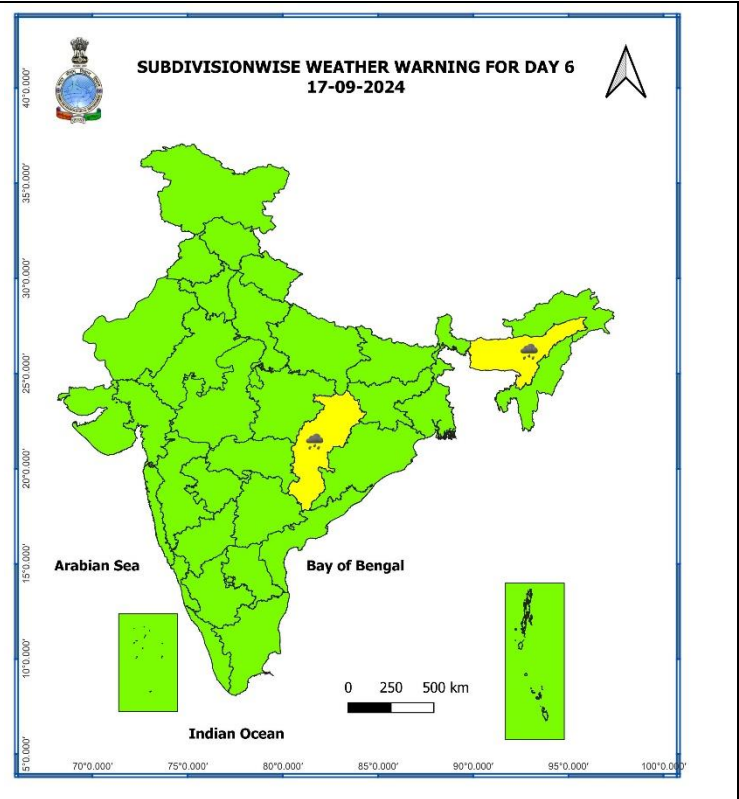 SUBDIVISIONWISE WEATHER WARNING FOR DAY 6
17-09-2024
40°0.000'
35°0.000'
30°0.000'
25°0.000'
20°0.000'
15°0.000'
10°0.000'
5°0.000'
Arabian Sea
Bay of Bengal
0 250 500 km
Indian Ocean
70°0.000' 75°0.000' 80°0.000' 85°0.000' 90°0.000' 95°0.000' 100°0.000'